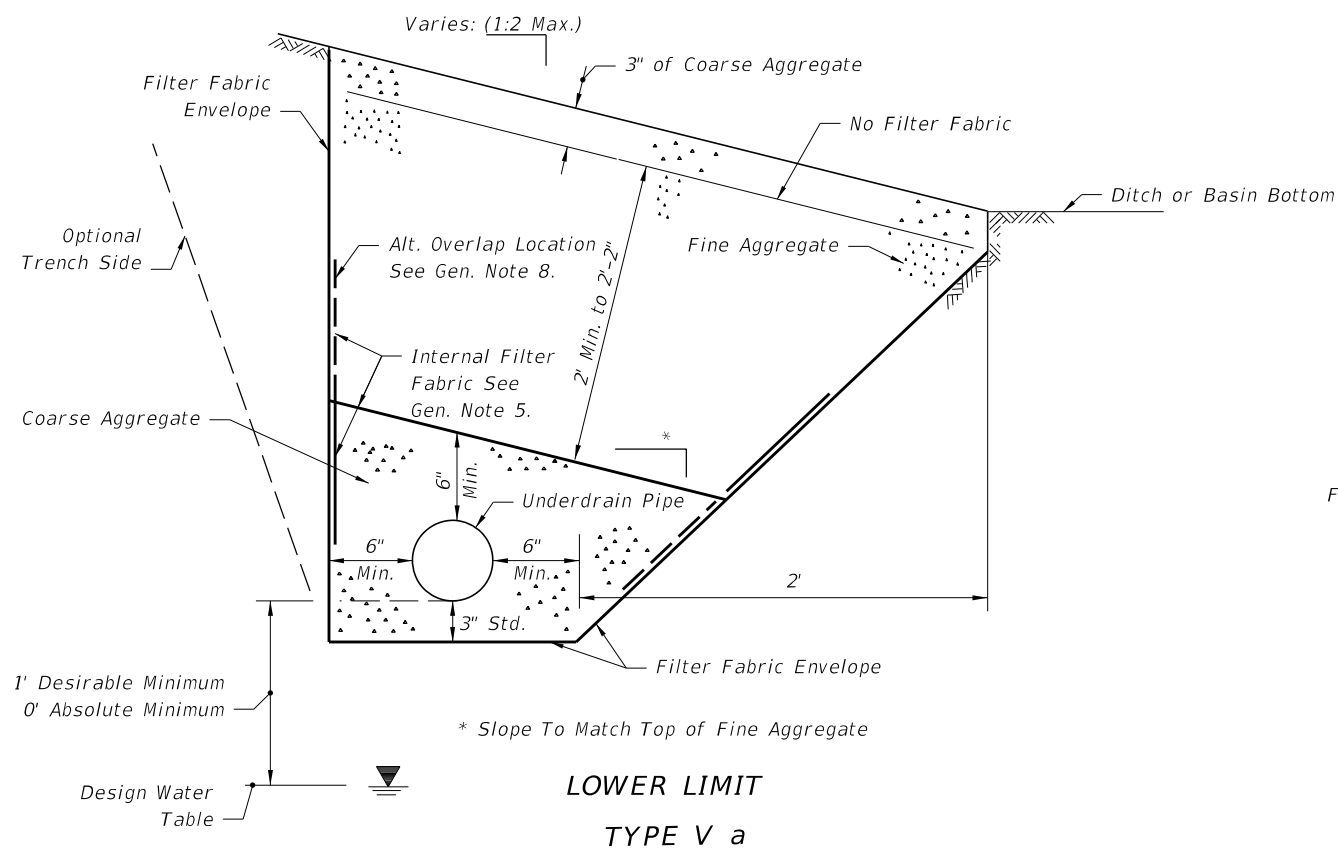 Varies: (1:2 Max.)
3" of Coarse Aggregate
Filter Fabric
Envelope
No Filter Fabric
Ditch or Basin Bottom
Optional
Trench Side
Alt. Overlap Location
See Gen. Note 8.
Fine Aggregate
2' Min. to 2'-2"
Internal Filter
Fabric See
Gen. Note 5.
Coarse Aggregate
*
6"
Min.
Underdrain Pipe
F
6"
Min.
6"
Min.
2'
3" Std.
Filter Fabric Envelope
1' Desirable Minimum
0' Absolute Minimum
* Slope To Match Top of Fine Aggregate
Design Water
Table
LOWER LIMIT
TYPE V a